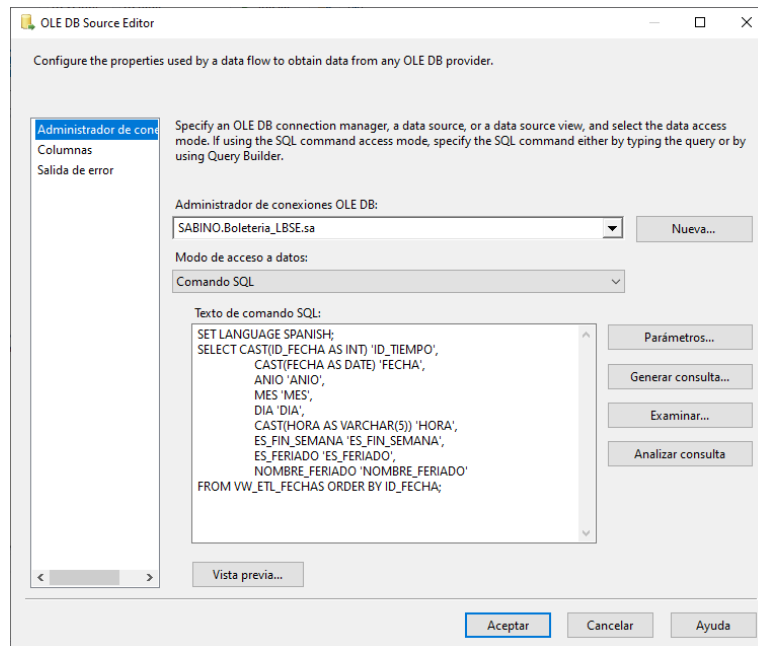 OLE DB Source Editor
Configure the properties used by a data flow to obtain data from any OLE DB provider.
Administrador de cone
Columnas
Salida de error
Specify an OLE DB connection manager, a data source, or a data source view, and select the data access
mode. If using the SQL command access mode, specify the SQL command either by typing the query or by
using Query Builder.
Administrador de conexiones OLE DB:
SABINO.Boleteria_LBSE.sa
Nueva...
Modo de acceso a datos:
Comando SQL
Texto de comando SQL:
SET LANGUAGE SPANISH;
SELECT CAST(ID_FECHA AS INT) 'ID_TIEMPO',
CAST(FECHA AS DATE) 'FECHA',
ANIO 'ANIO',
MES 'MES',
DIA 'DIA',
CAST(HORA AS VARCHAR(5)) 'HORA',
ES_FIN_SEMANA 'ES_FIN_SEMANA',
ES_FERIADO 'ES_FERIADO',
NOMBRE_FERIADO 'NOMBRE_FERIADO'
FROM VW_ETL_FECHAS ORDER BY ID_FECHA;
Parámetros...
Generar consulta...
Examinar...
Analizar consulta
Vista previa...
Aceptar
Cancelar
Ayuda